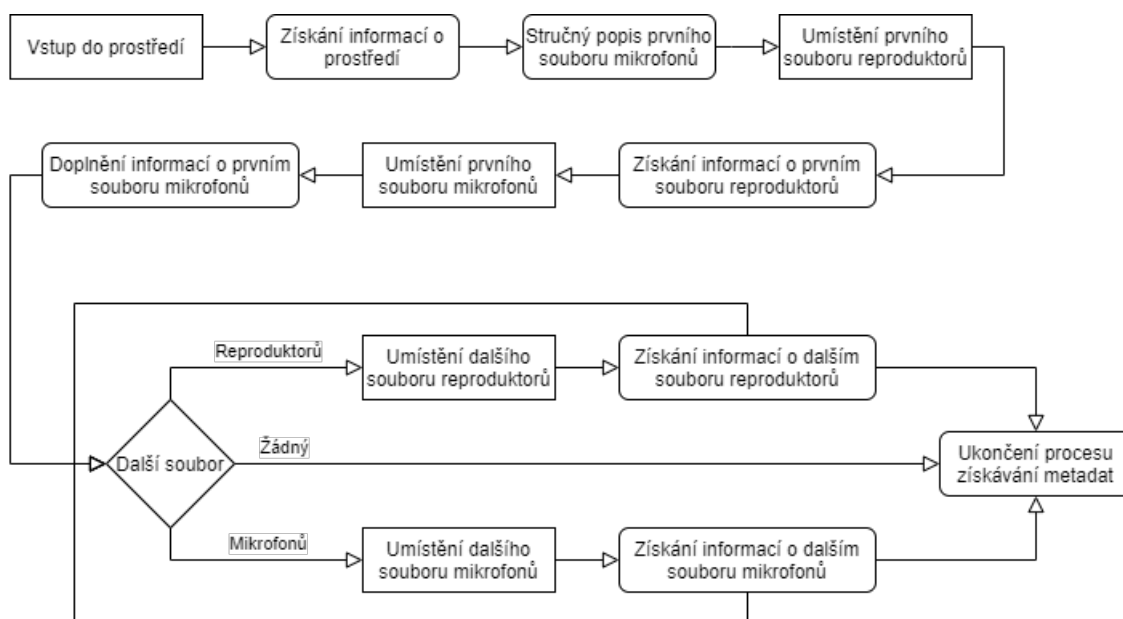 Vstup do prostředí
Získání informací o
prostředí
Stručný popis prvního
souboru mikrofonů
Umístění prvního
souboru reproduktorů
Získání informací o prvním
souboru reproduktorů
Umístění prvního
souboru mikrofonů
Doplnění informací o prvním
souboru mikrofonů
Další soubor
Reproduktorů
Umístění dalšího
souboru reproduktorů
Získání informací o dalším
souboru reproduktorů
Žádný
Ukončení procesu
získávání metadat
Mikrofonů
Umístění dalšího
souboru mikrofonů
Získání informací o dalším
souboru mikrofonů